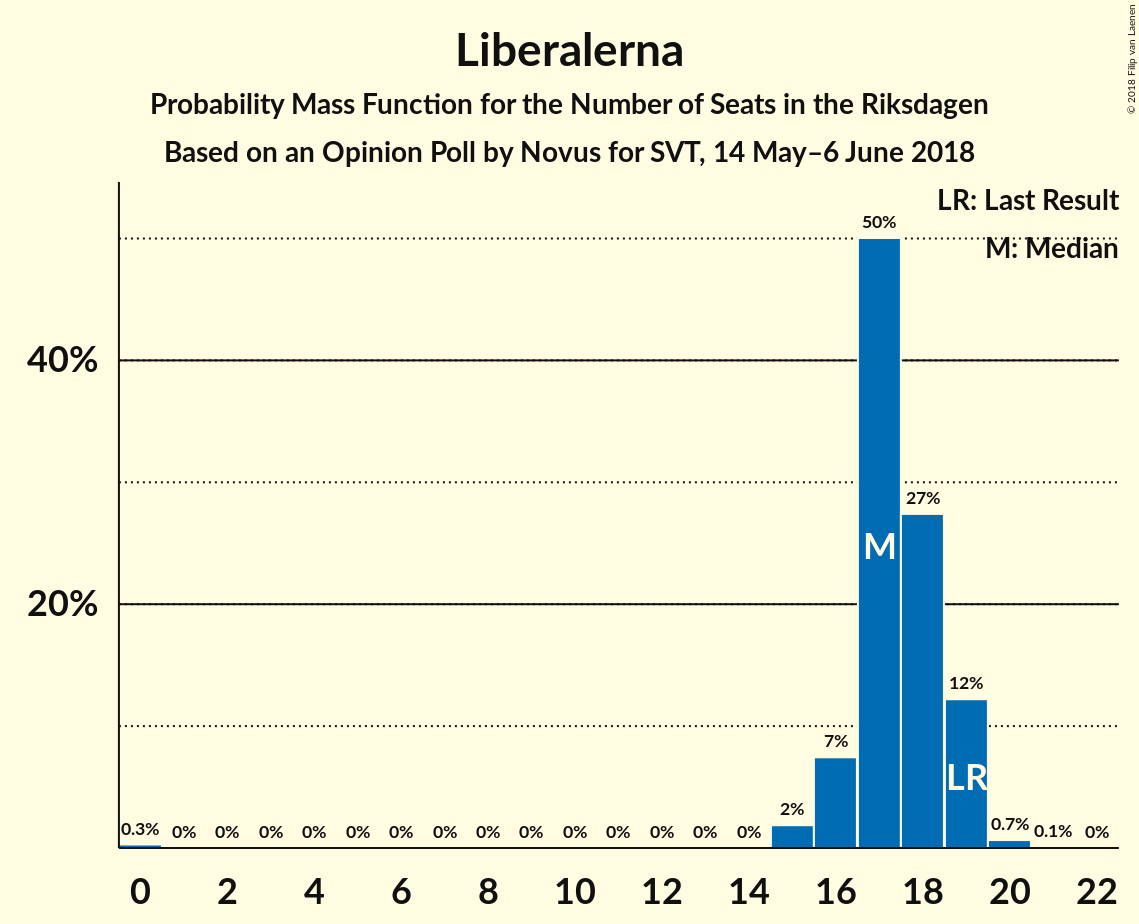 Liberalerna
Probability Mass Function for the Number of Seats in the Riksdagen
Based on an Opinion Poll by Novus for SVT, 14 May–6 June 2018
© 2018 Filip van Laenen
LR: Last Result
M: Median
40%
20%
0.3% 0% 0% 0% 0% 0% 0% 0% 0% 0% 0% 0% 0% 0% 0% 2% 7% 50% 27% 12% 0.7% 0.1% 0%
M
LR
0 2 4 6 8 10 12 14 16 18 20 22